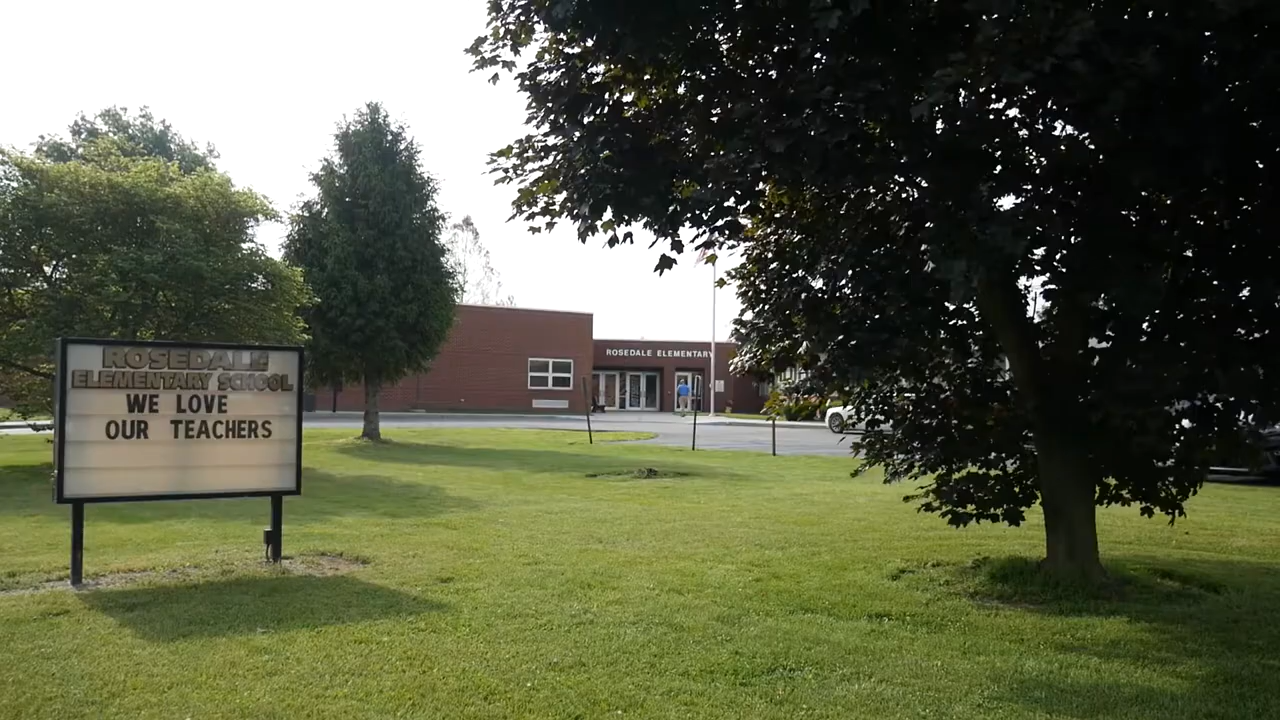 ROSEDALE
ELEMENTARY SCHOOL
WE LOVE
OUR TEACHERS
ROSEDALE ELEMENTARY